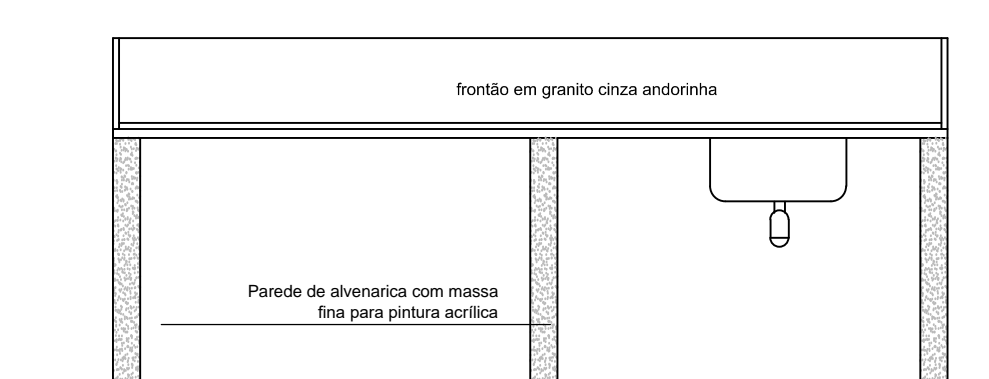 frontão em granito cinza andorinha
Parede de alvenarica com massa
fina para pintura acrílica